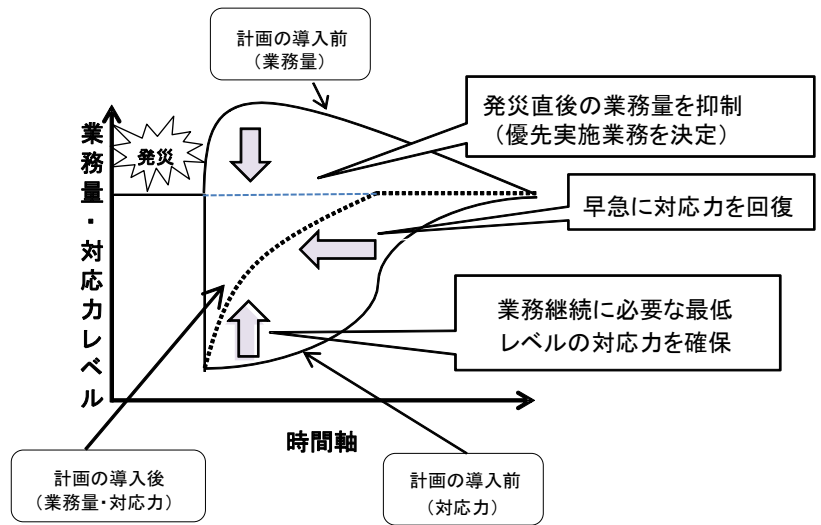 計画の導入前
（業務量）
発災直後の業務量を抑制
（優先実施業務を決定）
発災
業務量・対応力レベル
早急に対応力を回復
業務継続に必要な最低
レベルの対応力を確保
時間軸
計画の導入後
（業務量・対応力）
計画の導入前
（対応力）